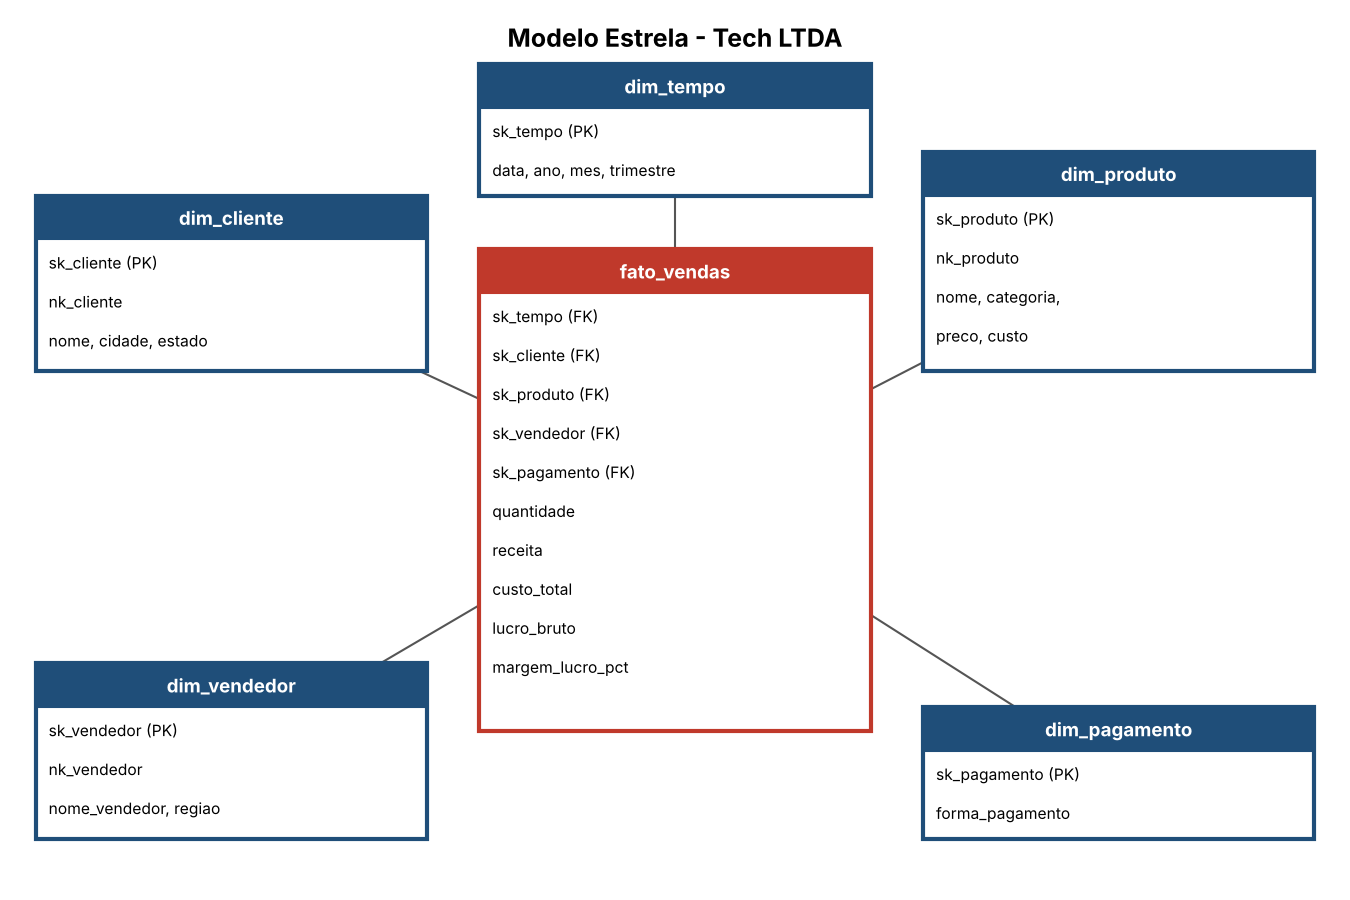 Modelo Estrela - Tech LTDA
dim_tempo
sk_tempo (PK)
data, ano, mes, trimestre
dim_produto
sk_produto (PK)
nk_produto
nome, categoria,
preco, custo
dim_cliente
sk_cliente (PK)
nk_cliente
nome, cidade, estado
fato_vendas
sk_tempo (FK)
sk_cliente (FK)
sk_produto (FK)
sk_vendedor (FK)
sk_pagamento (FK)
quantidade
receita
custo_total
lucro_bruto
margem_lucro_pct
dim_vendedor
sk_vendedor (PK)
nk_vendedor
nome_vendedor, regiao
dim_pagamento
sk_pagamento (PK)
forma_pagamento